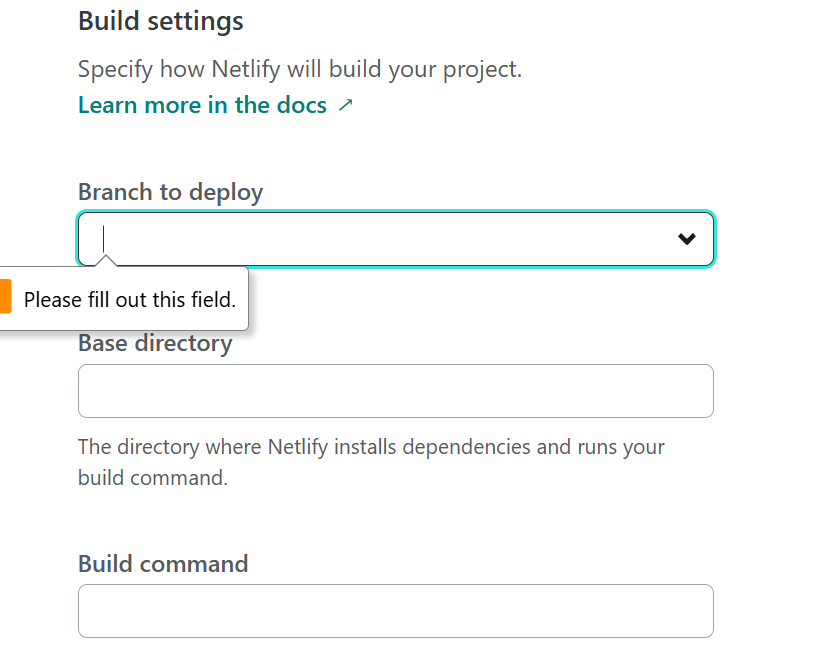 Build settings
Specify how Netlify will build your project.
Learn more in the docs ↗
Branch to deploy
Please fill out this field.
Base directory
The directory where Netlify installs dependencies and runs your
build command.
Build command